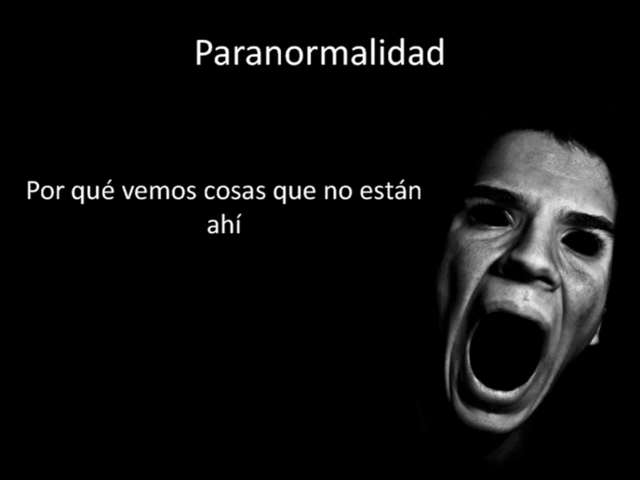 Paranormalidad
Por qué vemos cosas que no están
ahí